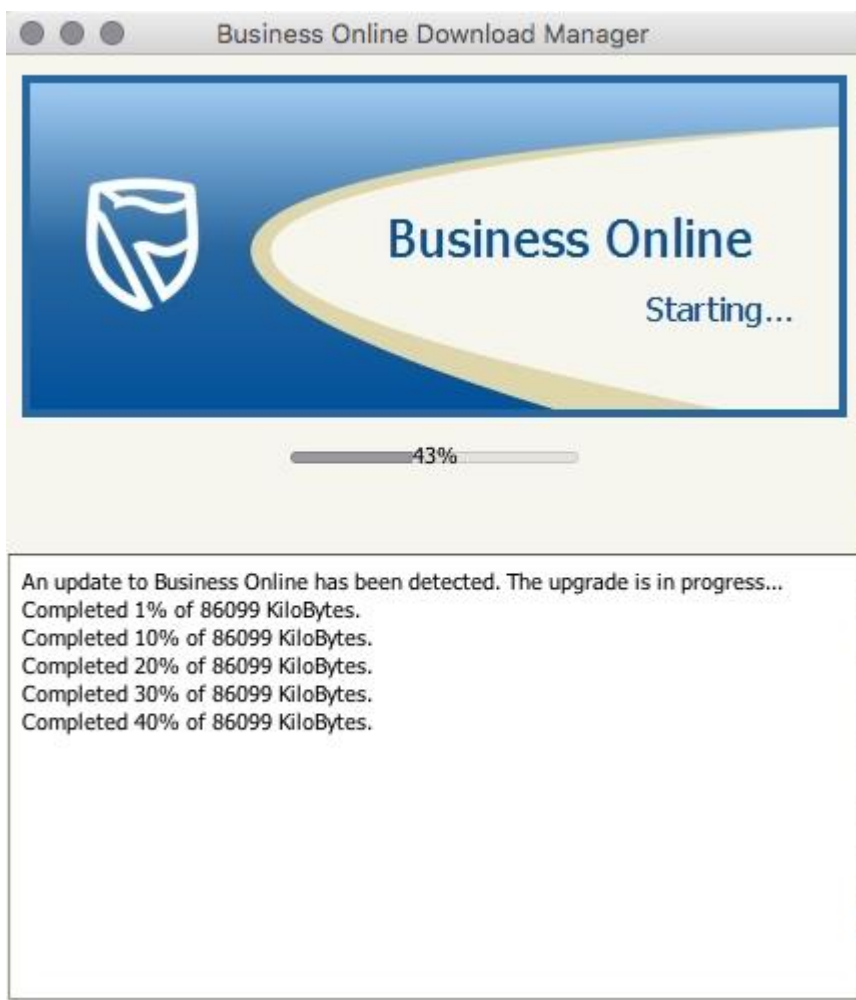 Business Online Download Manager
Business Online
Starting...
43%
An update to Business Online has been detected. The upgrade is in progress...
Completed 1% of 86099 KiloBytes.
Completed 10% of 86099 KiloBytes.
Completed 20% of 86099 KiloBytes.
Completed 30% of 86099 KiloBytes.
Completed 40% of 86099 KiloBytes.